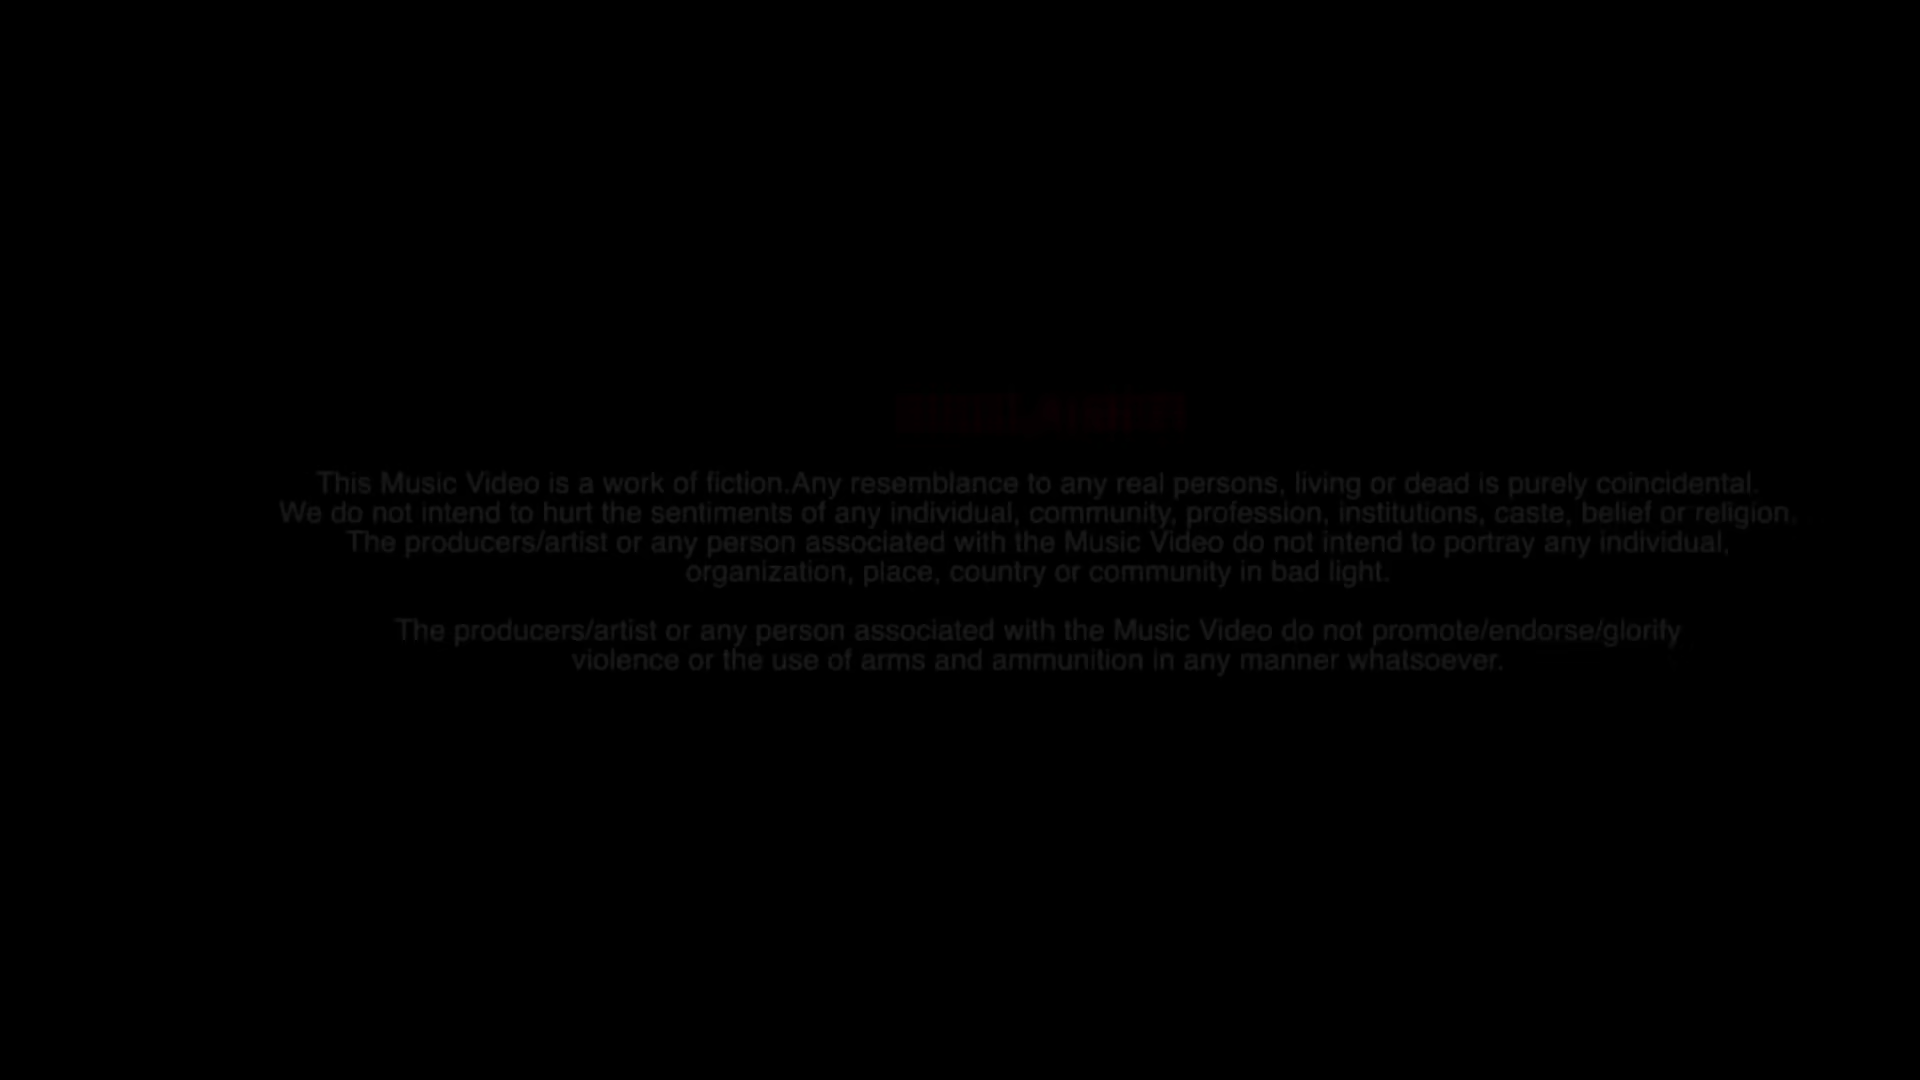 This Music Video is a work of fiction.Any resemblance to any real persons, living or dead is purely coincidental.
We do not intend to hurt the sentiments of any individual, community, profession, institutions, caste, belief or religion.
The producers/artist or any person associated with the Music Video do not intend to portray any individual,
organization, place, country or community in bad light.
The producers/artist or any person associated with the Music Video do not promote/endorse/glorify
violence or the use of arms and ammunition in any manner whatsoever.